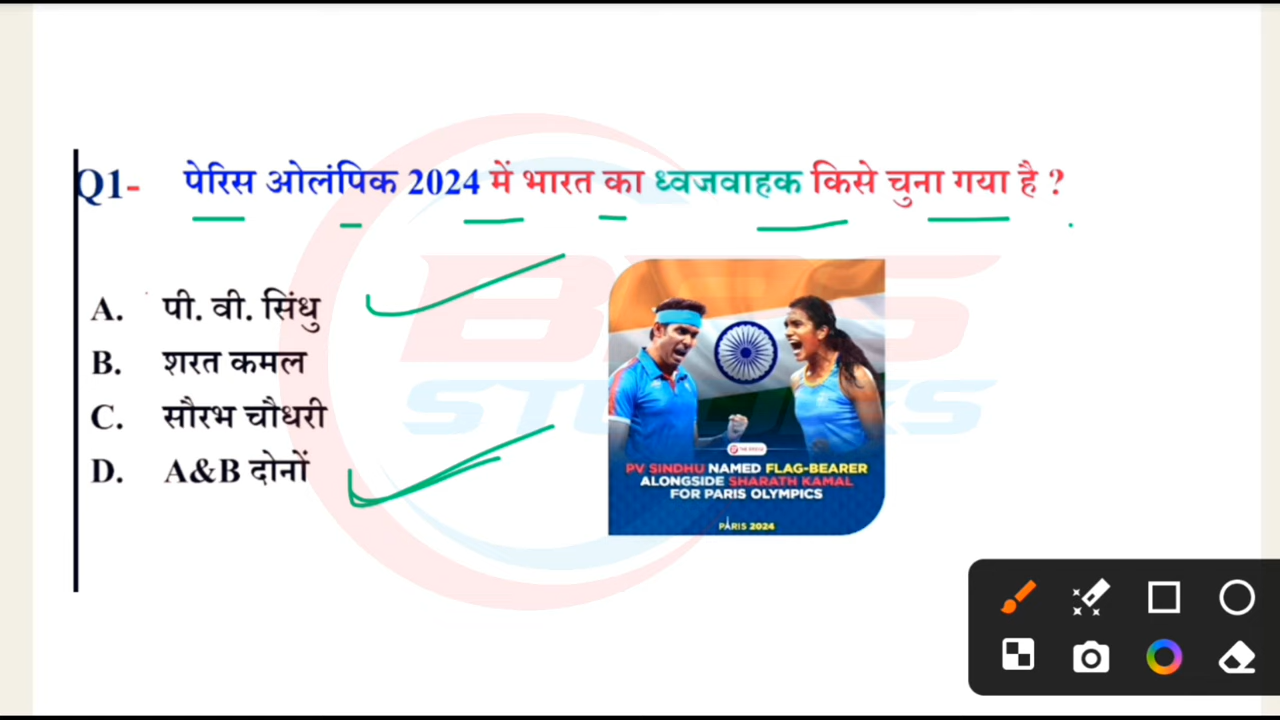 Q1- पेरिस ओलंपिक 2024 में भारत का ध्वजवाहक किसे चुना गया है ?
A. पी. वी. सिंधु
B. शरत कमल
C. सौरभ चौधरी
D. A&B दोनों
PV SINDHU NAMED FLAG-BEARER
ALONGSIDE SHARATH KAMAL
FOR PARIS OLYMPICS
PARIS 2024